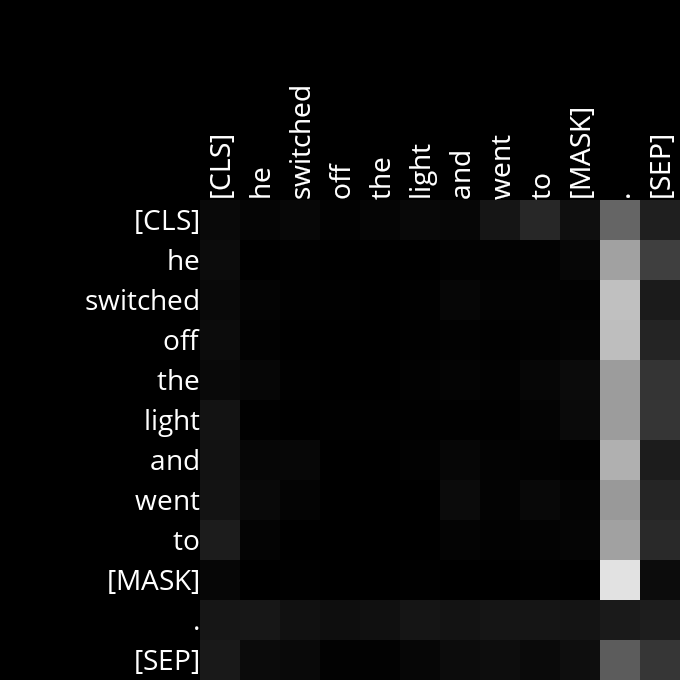 [CLS] he switched off the light and went to [MASK] . [SEP]
[CLS]
he
switched
off
the
light
and
went
to
[MASK]
.
[SEP]